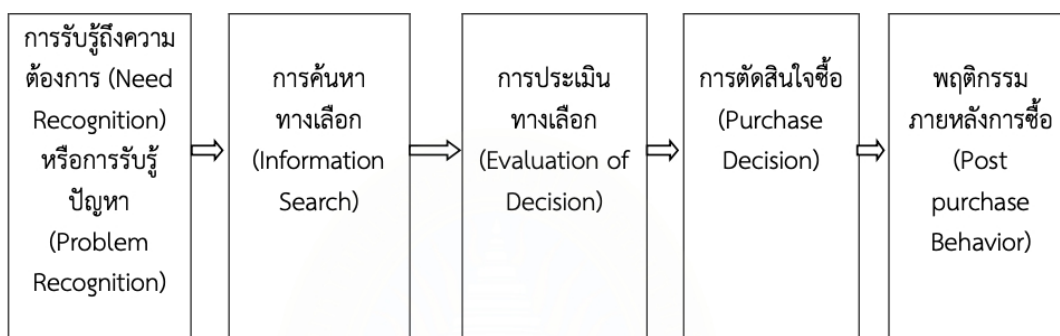 การรับรู้ถึงความ
ต้องการ (Need
Recognition)
หรือการรับรู้
ปัญหา
(Problem
Recognition)
การค้นหา
ทางเลือก
(Information
Search)
การประเมิน
ทางเลือก
(Evaluation of
Decision)
การตัดสินใจซื้อ
(Purchase
Decision)
พฤติกรรม
ภายหลังการซื้อ
(Post
purchase
Behavior)